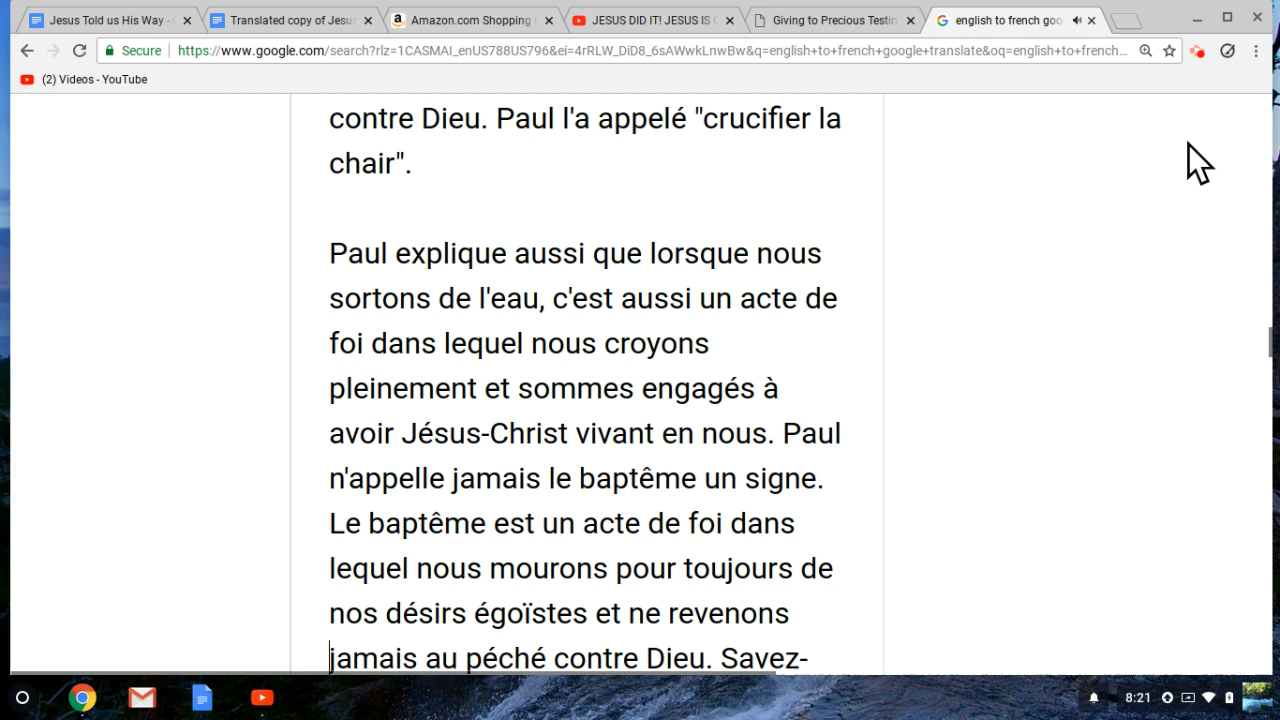 Jesus Told us His Way -
Translated copy of Jesu
Amazon.com Shopping
JESUS DID IT! JESUS IS
Giving to Precious Testin
english to french goo
Secure
https://www.google.com/search?rlz=1CASMAI_enUS788US796&ei=4rRLW_DiD8_6sAWwkLnwBw&q=english+to+french+google+translate&oq=english+to+french...
(2) Videos - YouTube
contre Dieu. Paul l'a appelé "crucifier la
chair".
Paul explique aussi que lorsque nous
sortons de l'eau, c'est aussi un acte de
foi dans lequel nous croyons
pleinement et sommes engagés à
avoir Jésus-Christ vivant en nous. Paul
n'appelle jamais le baptême un signe.
Le baptême est un acte de foi dans
lequel nous mourons pour toujours de
nos désirs égoïstes et ne revenons
jamais au péché contre Dieu. Savez-
8:21